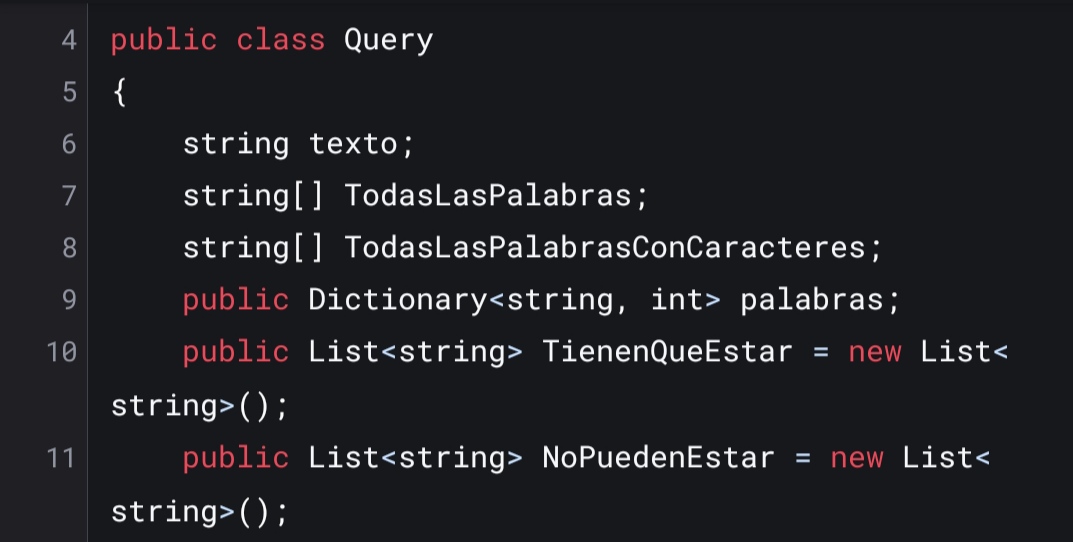 4 public class Query
5 {
6 string texto;
7 string[] TodasLasPalabras;
8 string[] TodasLasPalabrasConCaracteres;
9 public Dictionary<string, int> palabras;
10 public List<string> TienenQueEstar = new List<
string>();
11 public List<string> NoPuedenEstar = new List<
string>();